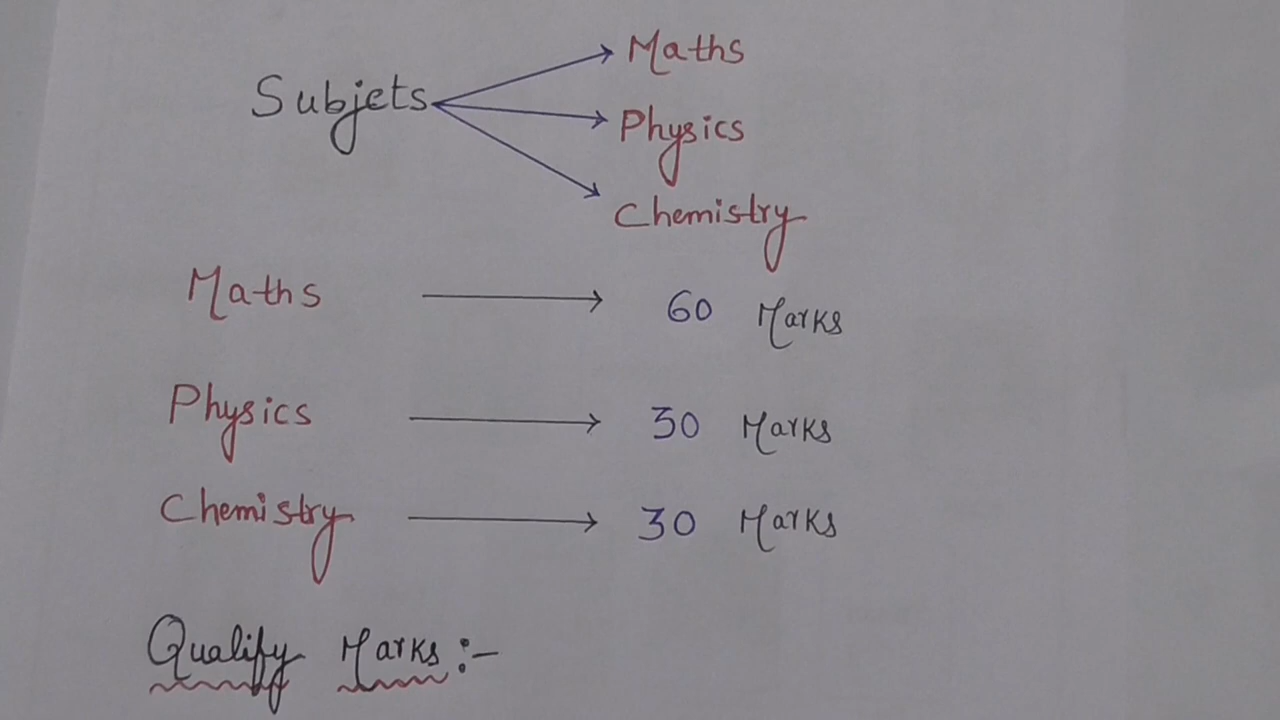 Maths
Subjets
Physics
Chemistry
Maths 60 Marks
Physics 30 Marks
Chemistry 30 Marks
Qualify Marks :-